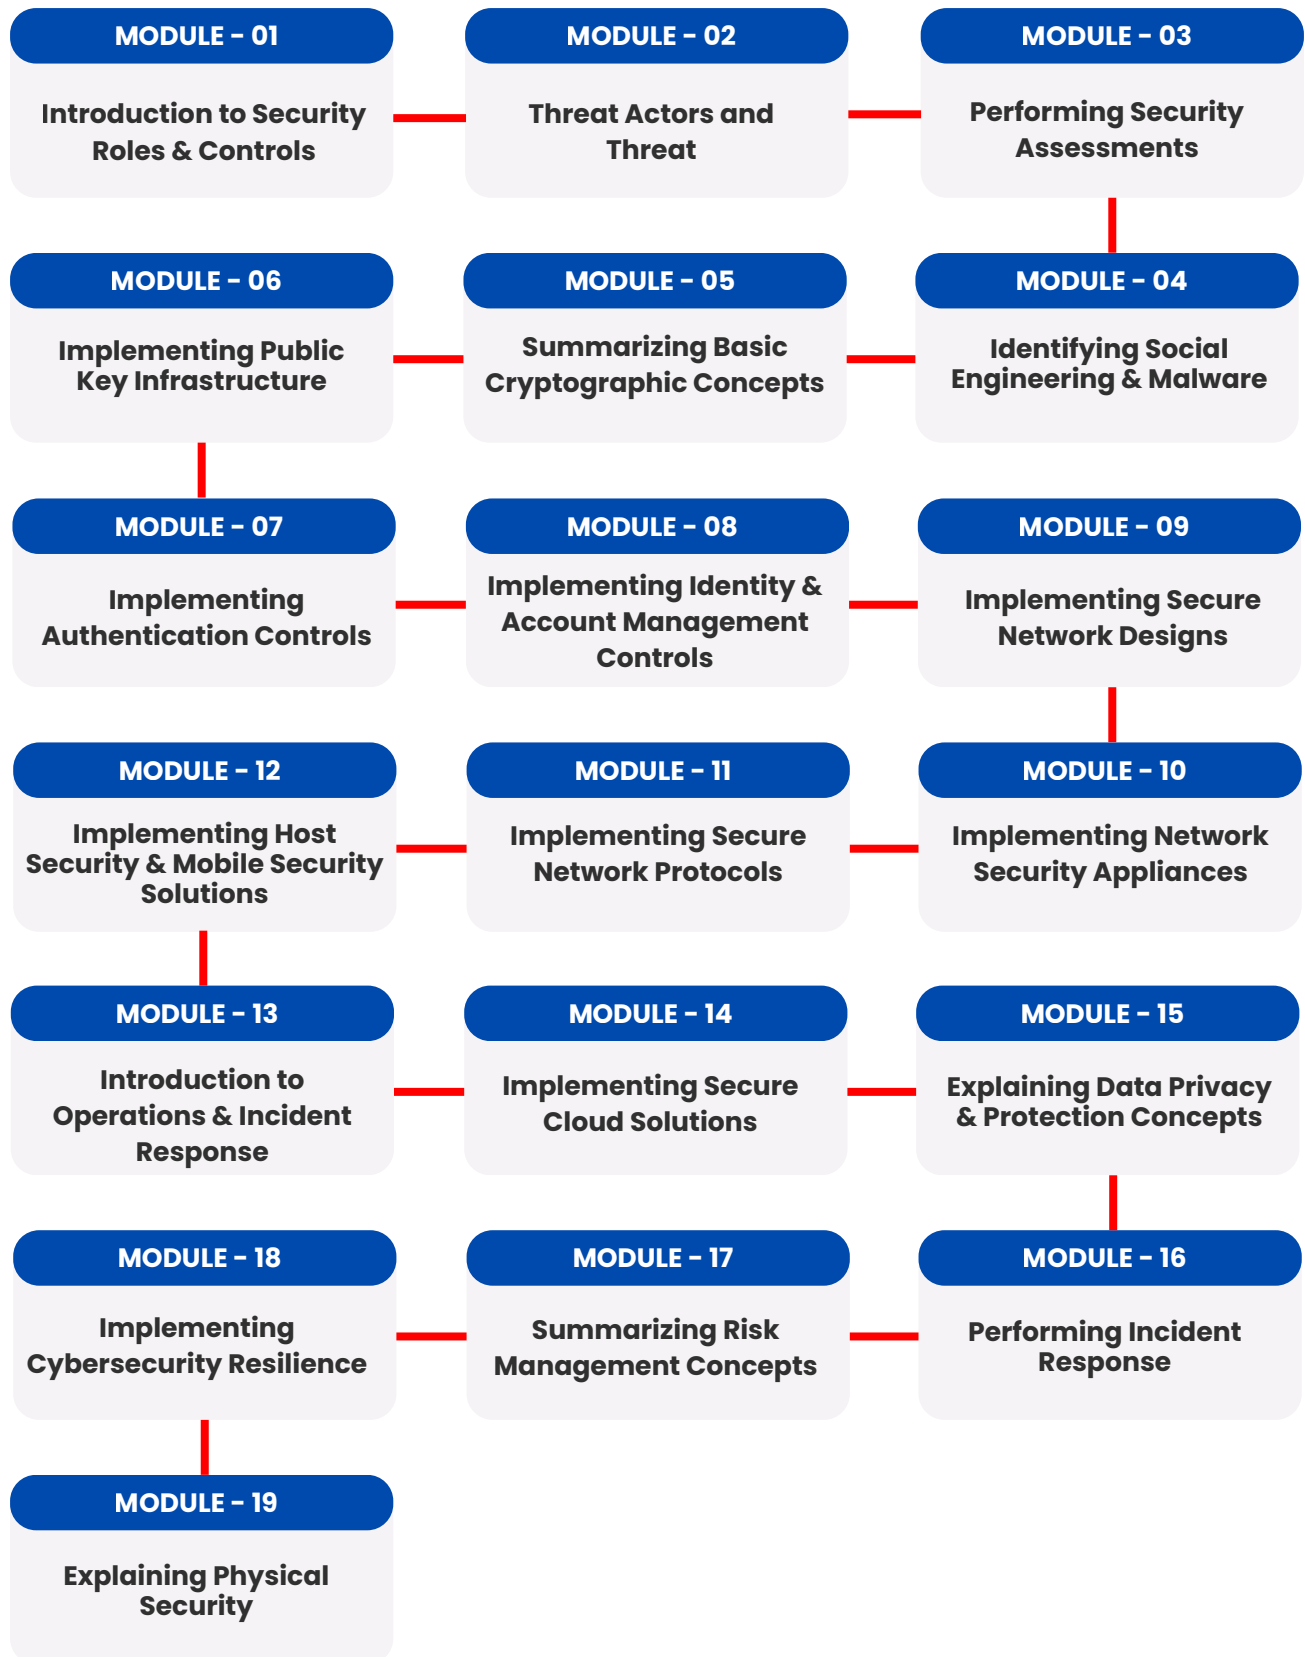 MODULE - 01
Introduction to Security
Roles & Controls
MODULE - 02
Threat Actors and
Threat
MODULE - 03
Performing Security
Assessments
MODULE - 04
Identifying Social
Engineering & Malware
MODULE - 05
Summarizing Basic
Cryptographic Concepts
MODULE - 06
Implementing Public
Key Infrastructure
MODULE - 07
Implementing
Authentication Controls
MODULE - 08
Implementing Identity &
Account Management
Controls
MODULE - 09
Implementing Secure
Network Designs
MODULE - 10
Implementing Network
Security Appliances
MODULE - 11
Implementing Secure
Network Protocols
MODULE - 12
Implementing Host
Security & Mobile Security
Solutions
MODULE - 13
Introduction to
Operations & Incident
Response
MODULE - 14
Implementing Secure
Cloud Solutions
MODULE - 15
Explaining Data Privacy
& Protection Concepts
MODULE - 16
Performing Incident
Response
MODULE - 17
Summarizing Risk
Management Concepts
MODULE - 18
Implementing
Cybersecurity Resilience
MODULE - 19
Explaining Physical
Security